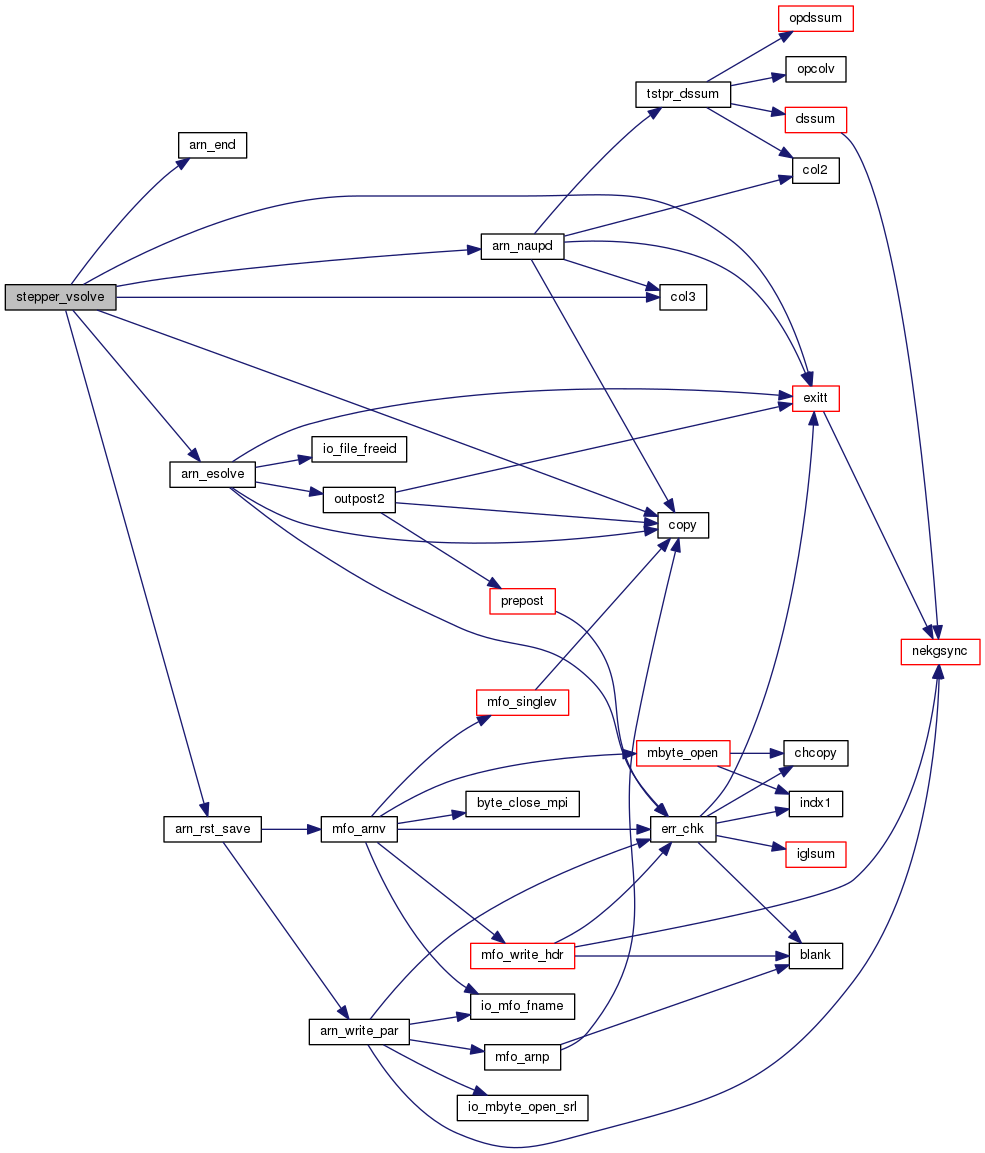 opdssum
opcolv
tstpr_dssum
dssum
arn_end
col2
arn_naupd
stepper_vsolve
col3
exitt
io_file_freeid
arn_esolve
outpost2
copy
prepost
nekgsync
mfo_singlev
mbyte_open
chcopy
byte_close_mpi
indx1
arn_rst_save
mfo_arnv
err_chk
iglsum
mfo_write_hdr
blank
io_mfo_fname
arn_write_par
mfo_arnp
io_mbyte_open_srl